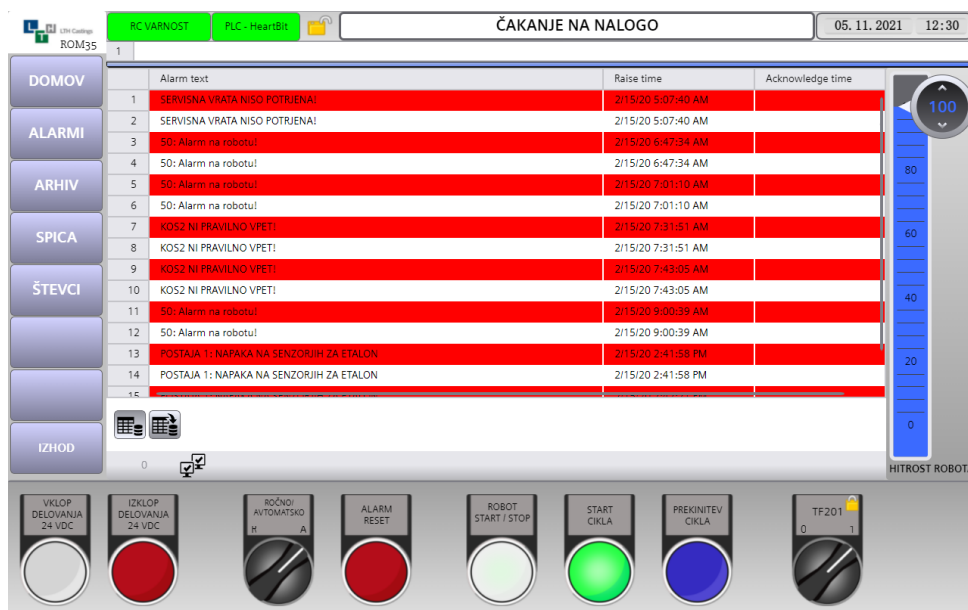 LTH Castings
ROM35
RC VARNOST
PLC - HeartBit
ČAKANJE NA NALOGO
05. 11. 2021 12:30
1
DOMOV
ALARMI
ARHIV
SPICA
ŠTEVCI
IZHOD
Alarm text Raise time Acknowledge time
1 SERVISNA VRATA NISO POTRJENA! 2/15/20 5:07:40 AM
2 SERVISNA VRATA NISO POTRJENA! 2/15/20 5:07:40 AM
3 50: Alarm na robotu! 2/15/20 6:47:34 AM
4 50: Alarm na robotu! 2/15/20 6:47:34 AM
5 50: Alarm na robotu! 2/15/20 7:01:10 AM
6 50: Alarm na robotu! 2/15/20 7:01:10 AM
7 KOS2 NI PRAVILNO VPET! 2/15/20 7:31:51 AM
8 KOS2 NI PRAVILNO VPET! 2/15/20 7:31:51 AM
9 KOS2 NI PRAVILNO VPET! 2/15/20 7:43:05 AM
10 KOS2 NI PRAVILNO VPET! 2/15/20 7:43:05 AM
11 50: Alarm na robotu! 2/15/20 9:00:39 AM
12 50: Alarm na robotu! 2/15/20 9:00:39 AM
13 POSTAJA 1: NAPAKA NA SENZORJIH ZA ETALON 2/15/20 2:41:58 PM
14 POSTAJA 1: NAPAKA NA SENZORJIH ZA ETALON 2/15/20 2:41:58 PM
15
0
100
80
60
40
20
0
HITROST ROBOTA
VKLOP
DELOVANJA
24 VDC
IZKLOP
DELOVANJA
24 VDC
ROČNO/
AVTOMATSKO
R A
ALARM
RESET
ROBOT
START / STOP
START
CIKLA
PREKINITEV
CIKLA
TF201
0 1